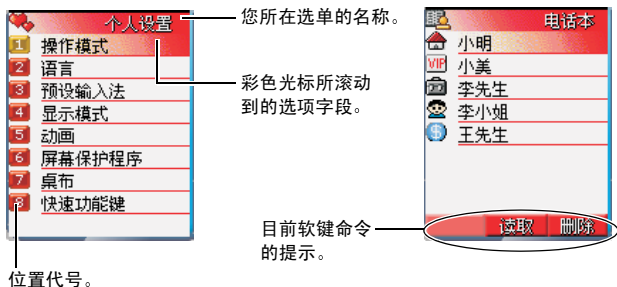 个人设置
1 操作模式
2 语言
3 预设输入法
4 显示模式
5 动画
6 屏幕保护程序
7 桌布
8 快速功能键
您所在选单的名称。
彩色光标所滚动
到的选项字段。
位置代号。
电话本
小明
VIP 小美
李先生
李小姐
王先生
读取 删除
目前软键命令
的提示。